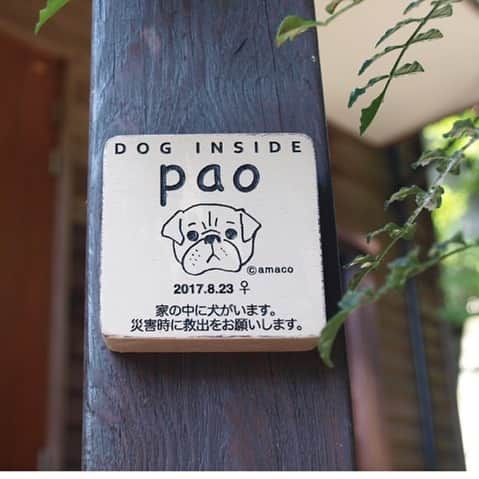 DOG INSIDE
pao
©amaco
2017.8.23 ♀
家の中に犬がいます。
災害時に救出をお願いします。